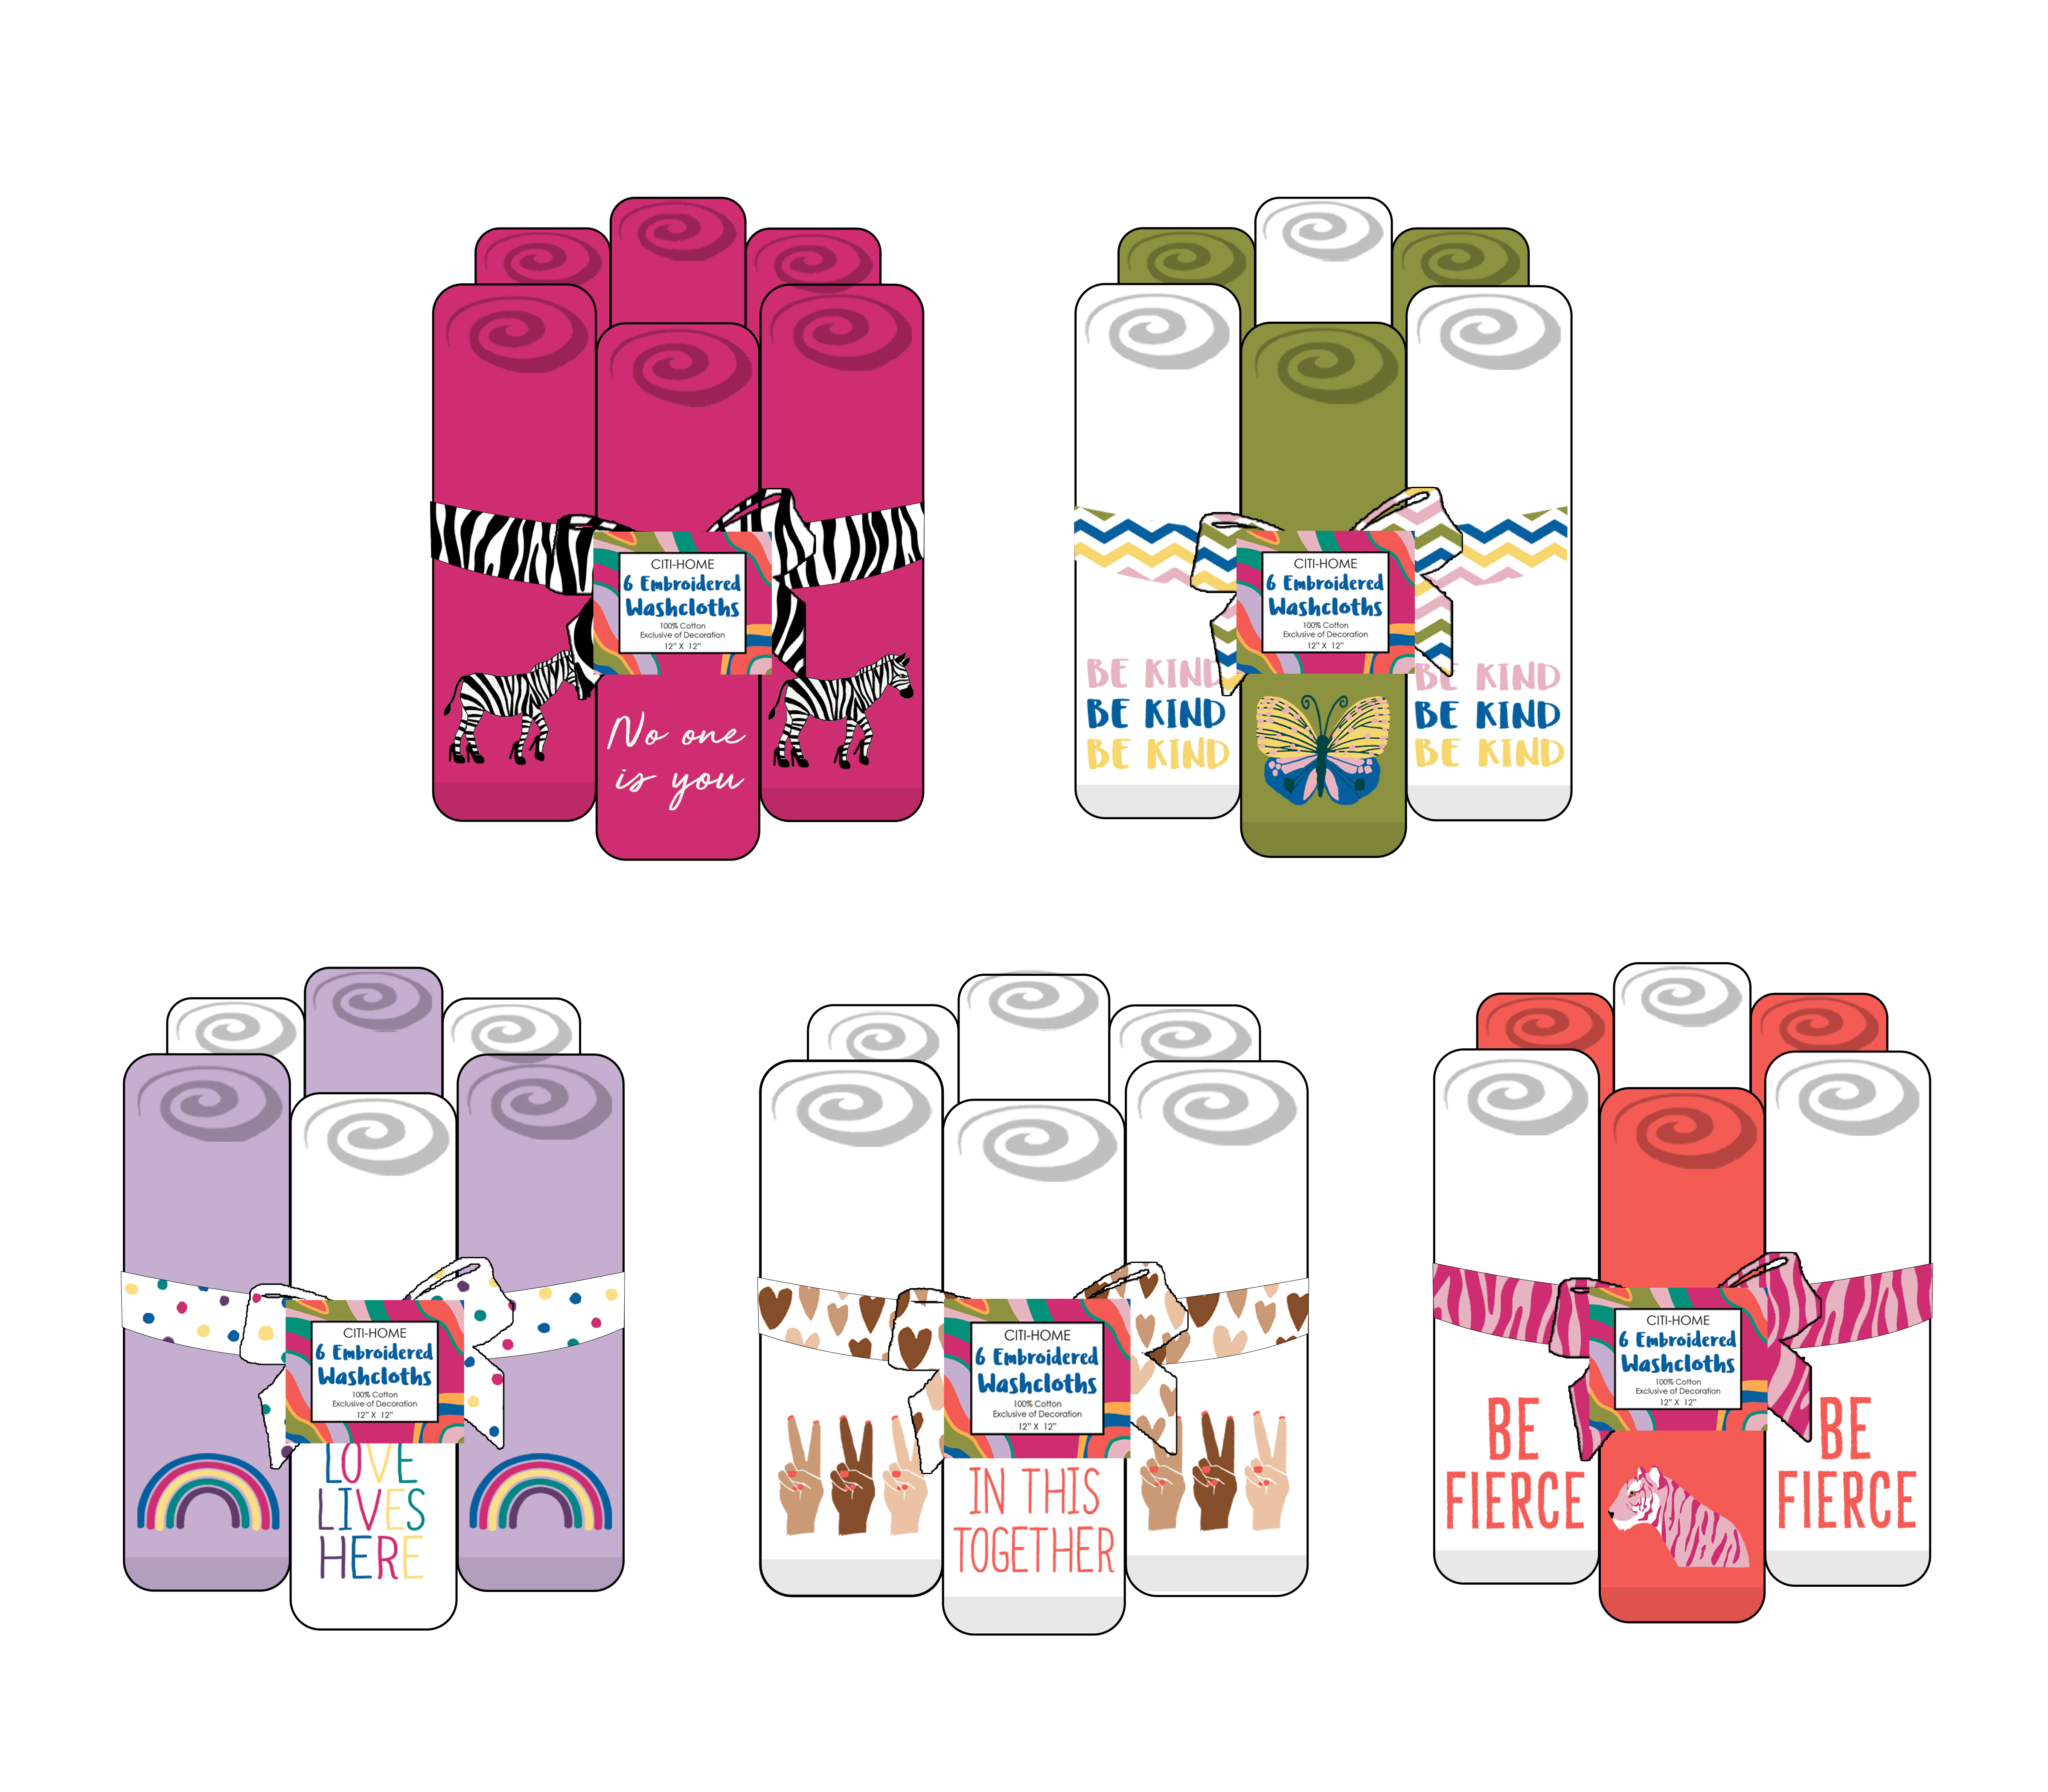 CITI-HOME
6 Embroidered
Washcloths
100% Cotton
Exclusive of Decoration
12" X 12"
No one
is you
CITI-HOME
6 Embroidered
Washcloths
100% Cotton
Exclusive of Decoration
12" X 12"
BE KIND
BE KIND
BE KIND
BE KIND
BE KIND
BE KIND
CITI-HOME
6 Embroidered
Washcloths
100% Cotton
Exclusive of Decoration
12" X 12"
LOVE
LIVES
HERE
CITI-HOME
6 Embroidered
Washcloths
100% Cotton
Exclusive of Decoration
12" X 12"
IN THIS
TOGETHER
CITI-HOME
6 Embroidered
Washcloths
100% Cotton
Exclusive of Decoration
12" X 12"
BE
FIERCE
BE
FIERCE